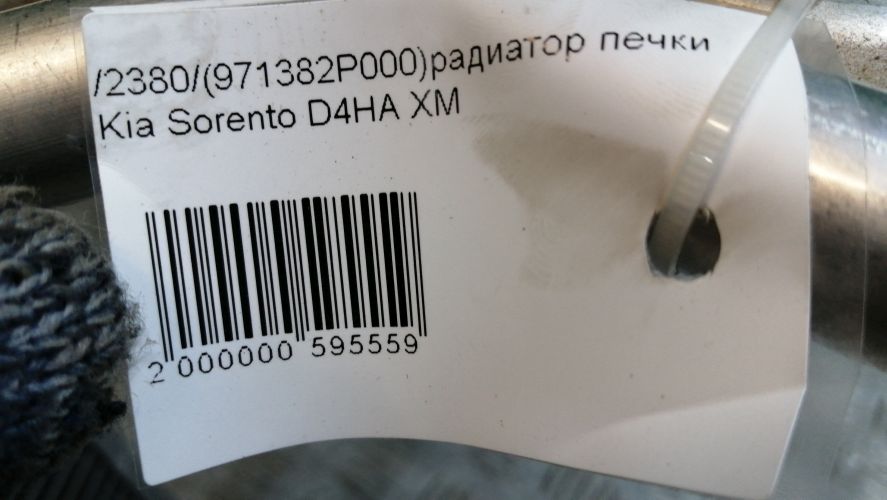 /2380/(971382P000)радиатор печки
Kia Sorento D4HA XM
2 000000 595559